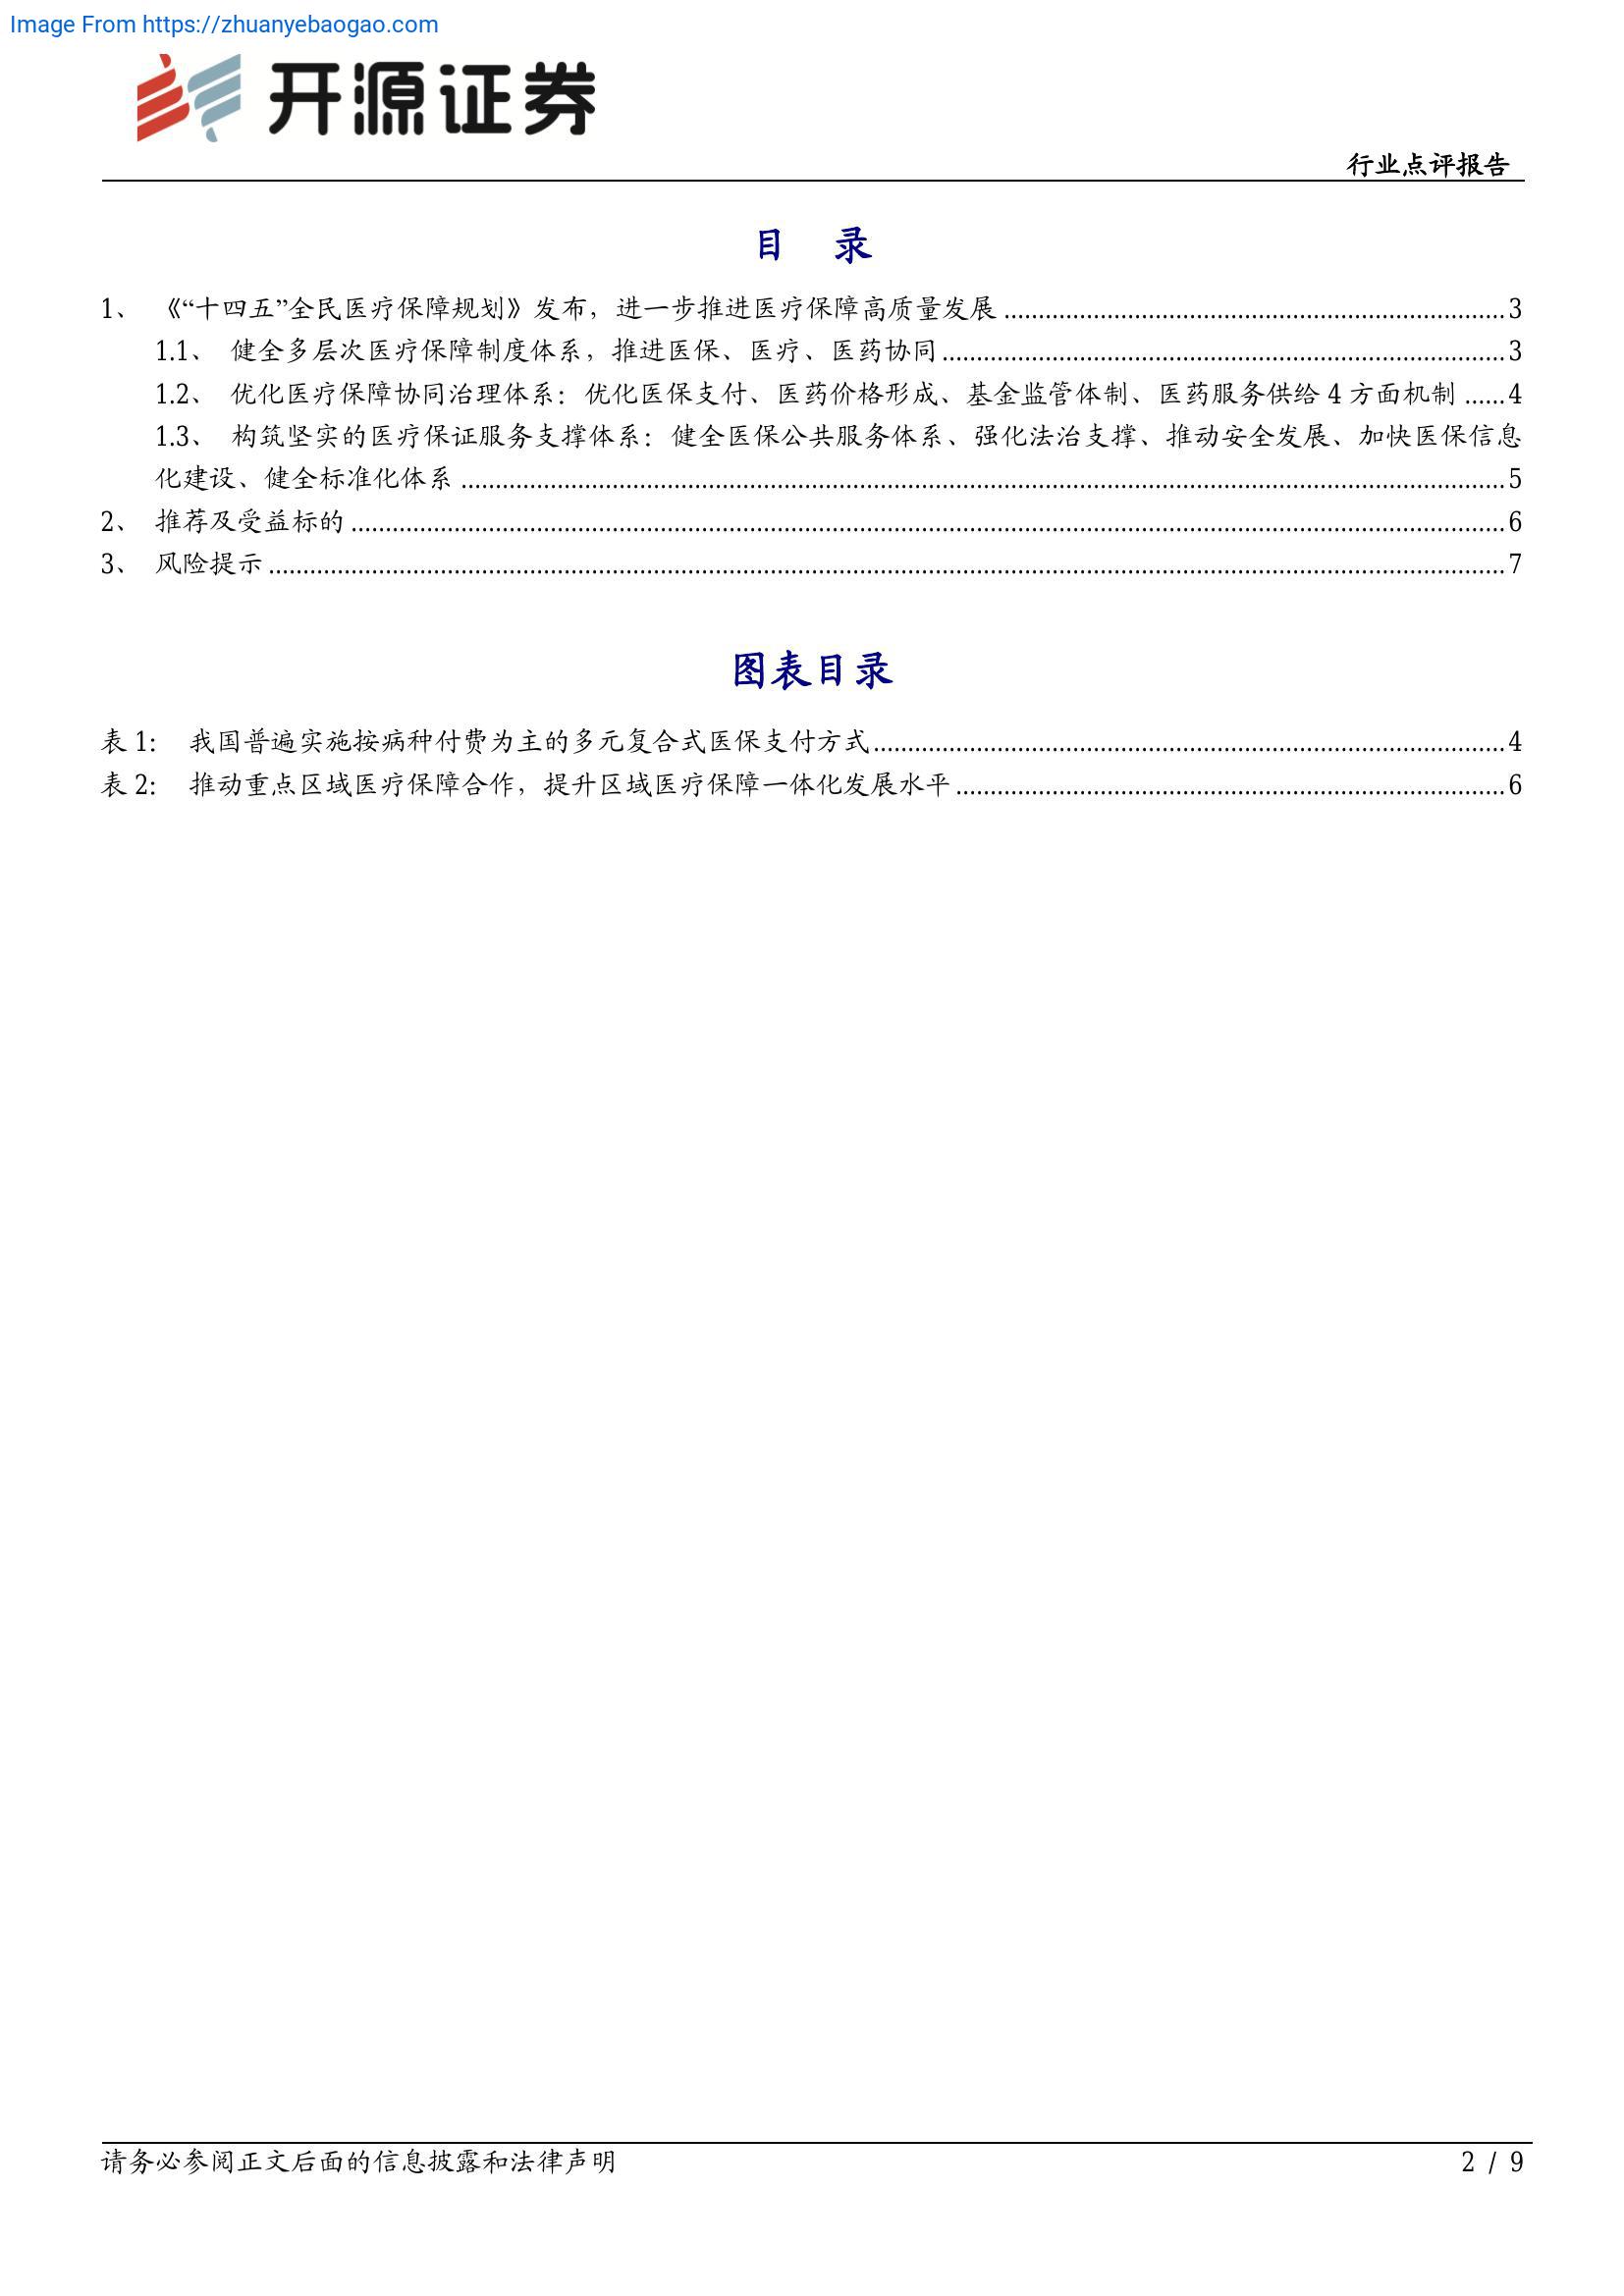 Image From https://zhuanyebaogao.com
开源证券
行业点评报告
目 录
1、 《“十四五”全民医疗保障规划》发布，进一步推进医疗保障高质量发展 ........ 3
1.1、 健全多层次医疗保障制度体系，推进医保、医疗、医药协同 ........ 3
1.2、 优化医疗保障协同治理体系：优化医保支付、医药价格形成、基金监管体制、医药服务供给 4 方面机制 ...... 4
1.3、 构筑坚实的医疗保证服务支撑体系：健全医保公共服务体系、强化法治支撑、推动安全发展、加快医保信息
化建设、健全标准化体系 ........ 5
2、 推荐及受益标的 ........ 6
3、 风险提示 ........ 7
图表目录
表 1： 我国普遍实施按病种付费为主的多元复合式医保支付方式 ........ 4
表 2： 推动重点区域医疗保障合作，提升区域医疗保障一体化发展水平 ........ 6
请务必参阅正文后面的信息披露和法律声明
2 / 9